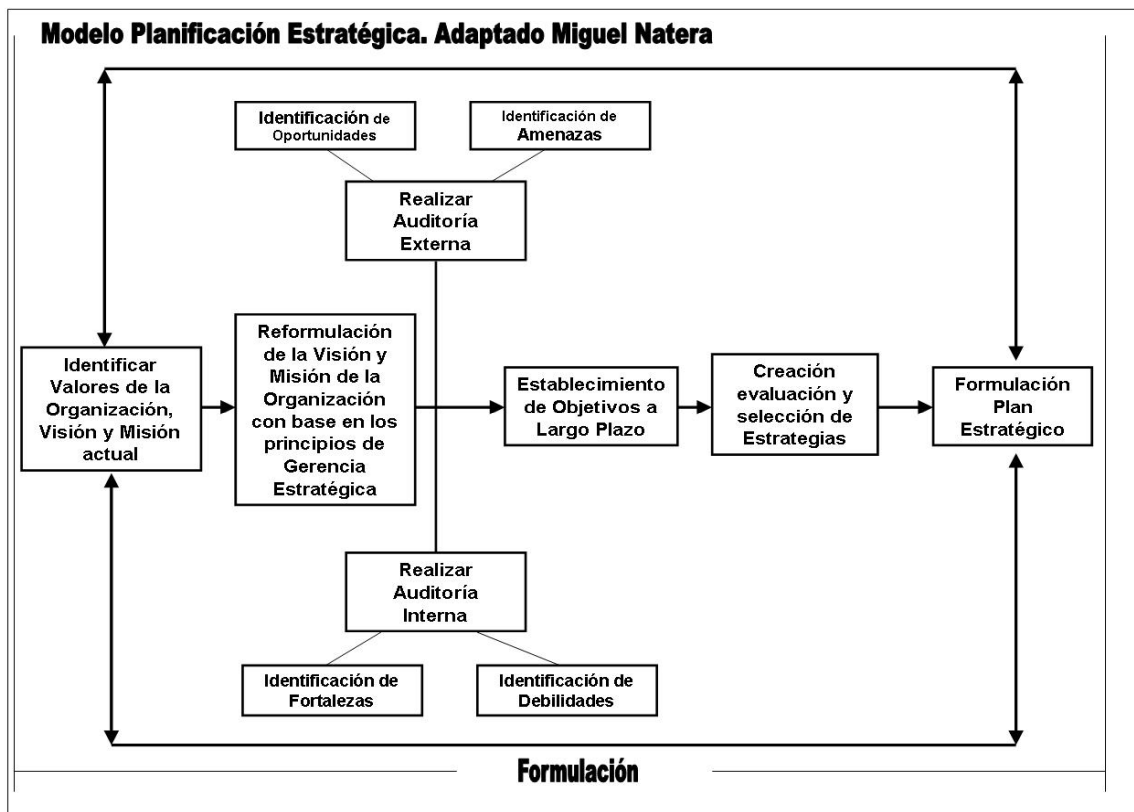 Modelo Planificación Estratégica. Adaptado Miguel Natera
Identificación de
Oportunidades
Identificación de
Amenazas
Realizar
Auditoría
Externa
Identificar
Valores de la
Organización,
Visión y Misión
actual
Reformulación
de la Visión y
Misión de la
Organización
con base en los
principios de
Gerencia
Estratégica
Establecimiento
de Objetivos a
Largo Plazo
Creación
evaluación y
selección de
Estrategias
Formulación
Plan
Estratégico
Realizar
Auditoría
Interna
Identificación de
Fortalezas
Identificación de
Debilidades
Formulación